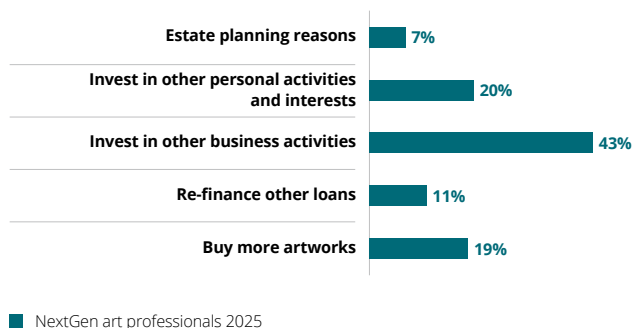 Estate planning reasons
7%
Invest in other personal activities
and interests
20%
Invest in other business activities
43%
Re-finance other loans
11%
Buy more artworks
19%
NextGen art professionals 2025